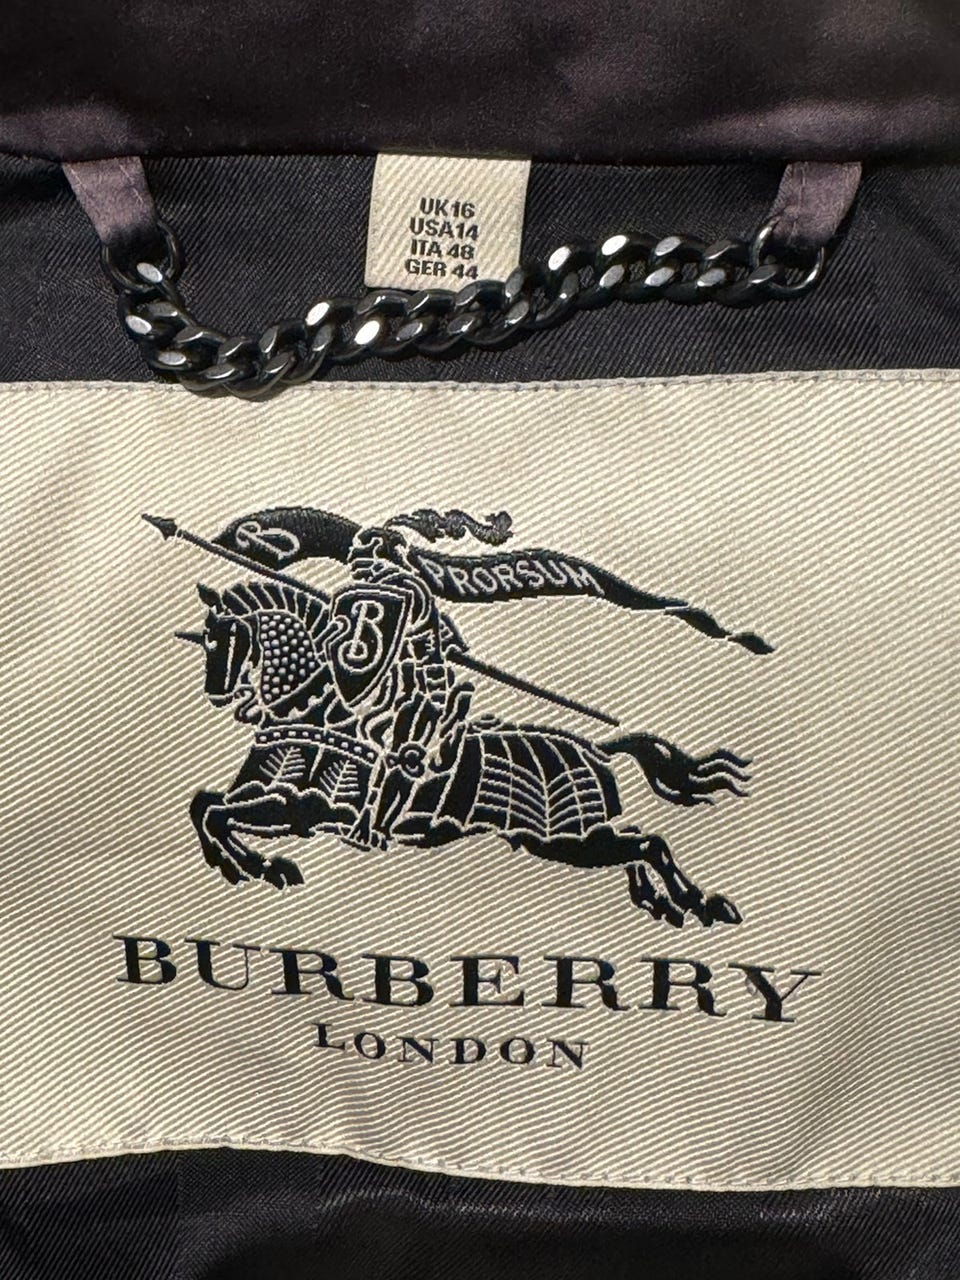 UK16
USA14
ITA 48
GER 44
B
PRORSUM
B
BURBERRY
LONDON